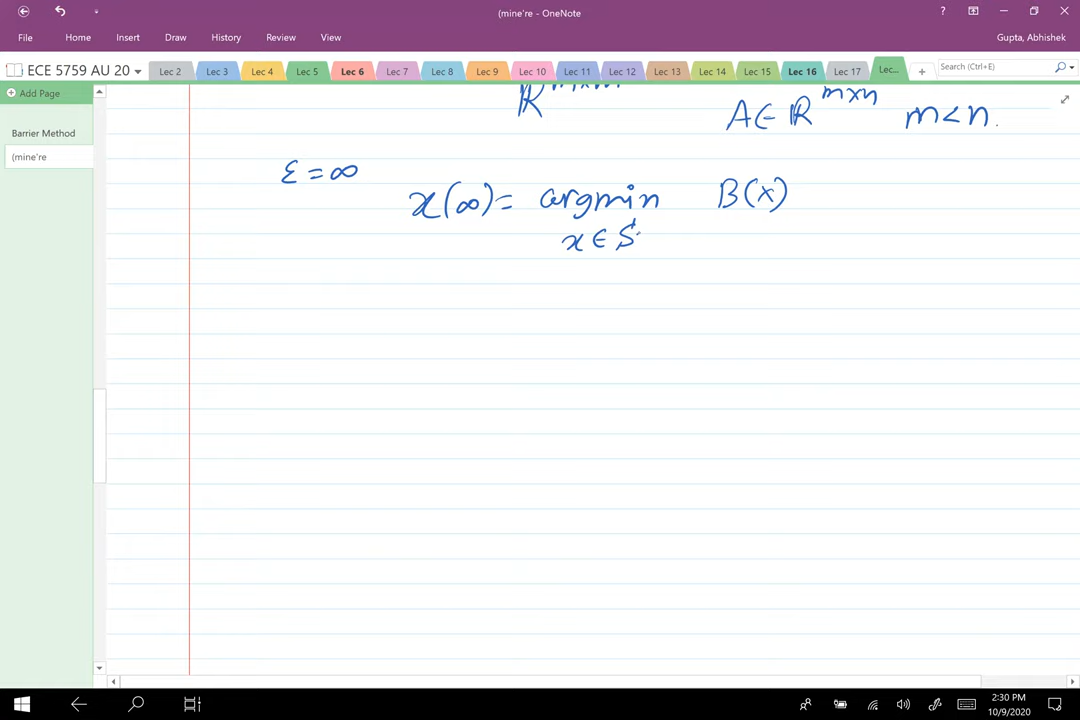 (mine're - OneNote
Gupta, Abhishek
File Home Insert Draw History Review View
ECE 5759 AU 20
Lec 2 Lec 3 Lec 4 Lec 5 Lec 6 Lec 7 Lec 8 Lec 9 Lec 10 Lec 11 Lec 12 Lec 13 Lec 14 Lec 15 Lec 16 Lec 17 Lec...
Search (Ctrl+E)
Add Page
Barrier Method
(mine're
ℝ
A ∈ ℝ^{m×n} m < n.
ε = ∞
x(∞) = argmin B(x)
x ∈ S
2:30 PM
10/9/2020